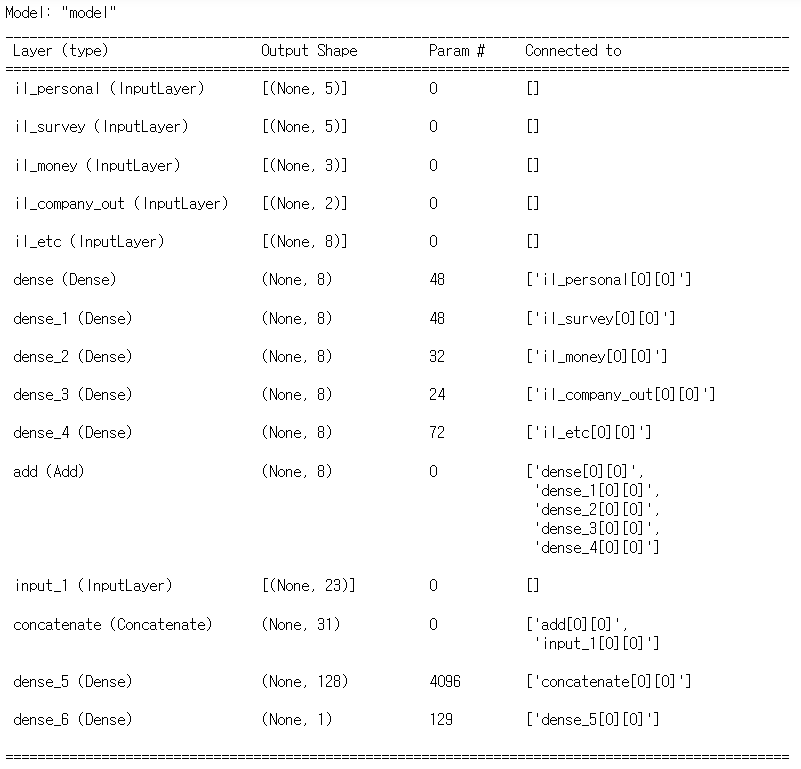 Model: "model"
__________________________________________________________________________________________________
 Layer (type)                   Output Shape         Param #     Connected to
==================================================================================================
 il_personal (InputLayer)       [(None, 5)]          0           []
 il_survey (InputLayer)         [(None, 5)]          0           []
 il_money (InputLayer)          [(None, 3)]          0           []
 il_company_out (InputLayer)    [(None, 2)]          0           []
 il_etc (InputLayer)            [(None, 8)]          0           []
 dense (Dense)                  (None, 8)            48          ['il_personal[0][0]']
 dense_1 (Dense)                (None, 8)            48          ['il_survey[0][0]']
 dense_2 (Dense)                (None, 8)            32          ['il_money[0][0]']
 dense_3 (Dense)                (None, 8)            24          ['il_company_out[0][0]']
 dense_4 (Dense)                (None, 8)            72          ['il_etc[0][0]']
 add (Add)                      (None, 8)            0           ['dense[0][0]',
                                                                  'dense_1[0][0]',
                                                                  'dense_2[0][0]',
                                                                  'dense_3[0][0]',
                                                                  'dense_4[0][0]']
 input_1 (InputLayer)           [(None, 23)]         0           []
 concatenate (Concatenate)      (None, 31)           0           ['add[0][0]',
                                                                  'input_1[0][0]']
 dense_5 (Dense)                (None, 128)          4096        ['concatenate[0][0]']
 dense_6 (Dense)                (None, 1)            129         ['dense_5[0][0]']
==================================================================================================